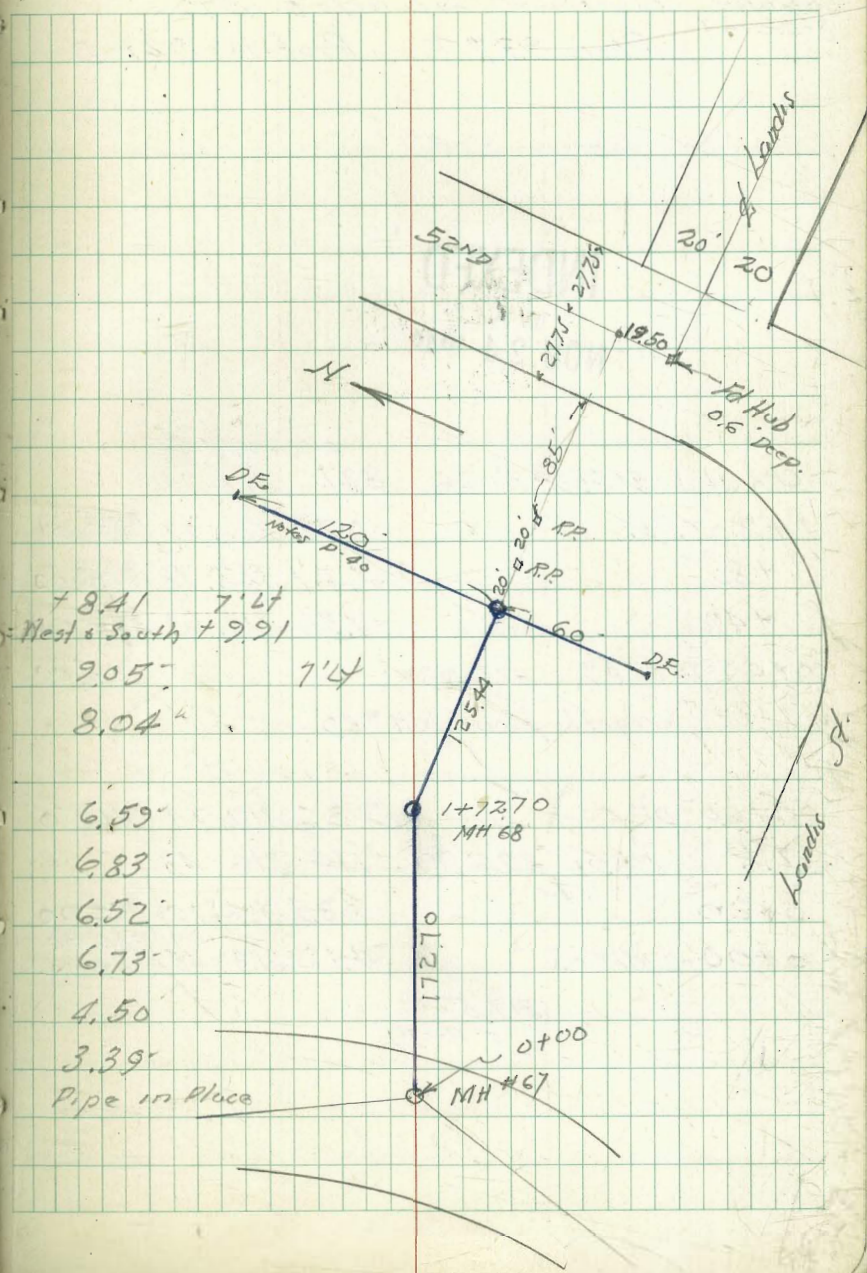 ℄ Landis
20'
20
52ND
27.75
27.75
19.50
Fd Hub
0.6' Deep.
N
85'
D.E.
120
Notes P-40
20'
R.P.
R.P.
20'
+8.41 7' Lt
= West & South + 9.91
60
9.05 7' Lt
D.E.
8.04
125.44
St.
6.59
1+72.70
MH 68
6.83
Landis
6.52
172.70
6.73
4.50
0+00
3.39
MH #67
Pipe in Place